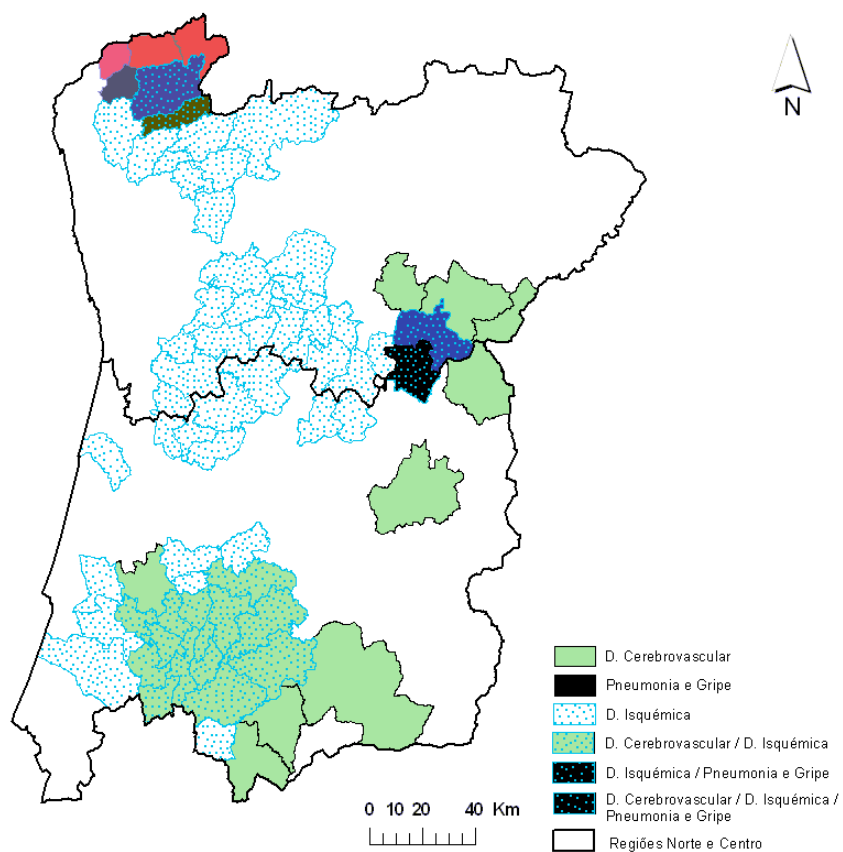 N
D. Cerebrovascular
Pneumonia e Gripe
D. Isquémica
D. Cerebrovascular / D. Isquémica
D. Isquémica / Pneumonia e Gripe
D. Cerebrovascular / D. Isquémica /
Pneumonia e Gripe
0 10 20 40 Km
Regiões Norte e Centro